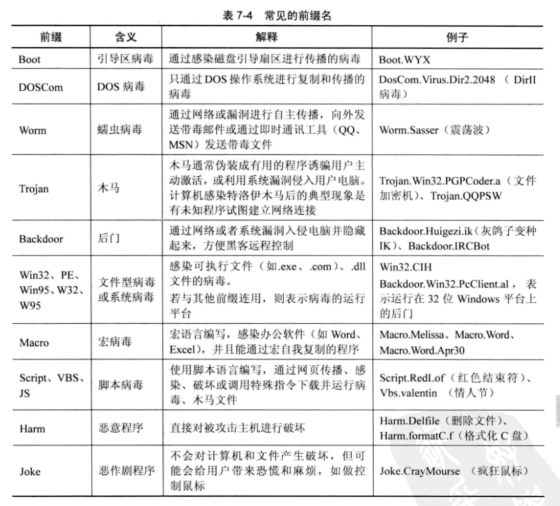 表 7-4 常见的前缀名
前缀 含义 解释 例子
Boot 引导区病毒 通过感染磁盘引导扇区进行传播的病毒 Boot.WYX
DOSCom DOS 病毒 只通过 DOS 操作系统进行复制和传播的病毒 DosCom.Virus.Dir2.2048 ( DirII 病毒)
Worm 蠕虫病毒 通过网络或漏洞进行自主传播,向外发送带毒邮件或通过即时通讯工具(QQ、MSN)发送带毒文件 Worm.Sasser(震荡波)
Trojan 木马 木马通常伪装成有用的程序诱骗用户主动激活,或利用系统漏洞侵入用户电脑。计算机感染特洛伊木马后的典型现象是有未知程序试图建立网络连接 Trojan.Win32.PGPCoder.a(文件加密机)、Trojan.QQPSW
Backdoor 后门 通过网络或者系统漏洞入侵电脑并隐藏起来,方便黑客远程控制 Backdoor.Huigezi.ik(灰鸽子变种IK)、Backdoor.IRCBot
Win32、PE、Win95、W32、W95 文件型病毒或系统病毒 感染可执行文件(如.exe、.com)、.dll 文件的病毒。若与其他前缀连用,则表示病毒的运行平台 Win32.CIH Backdoor.Win32.PcClient.al,表示运行在 32 位 Windows 平台上的后门
Macro 宏病毒 宏语言编写,感染办公软件(如 Word、Excel),并且能通过宏自我复制的程序 Macro.Melissa、Macro.Word、Macro.Word.Apr30
Script、VBS、JS 脚本病毒 使用脚本语言编写,通过网页传播、感染、破坏或调用特殊指令下载并运行病毒、木马文件 Script.RedLof(红色结束符)、Vbs.valentin (情人节)
Harm 恶意程序 直接对被攻击主机进行破坏 Harm.Delfile(删除文件)、Harm.formatC.f(格式化 C 盘)
Joke 恶作剧程序 不会对计算机和文件产生破坏,但可能会给用户带来恐慌和麻烦,如做控制鼠标 Joke.CrayMourse (疯狂鼠标)